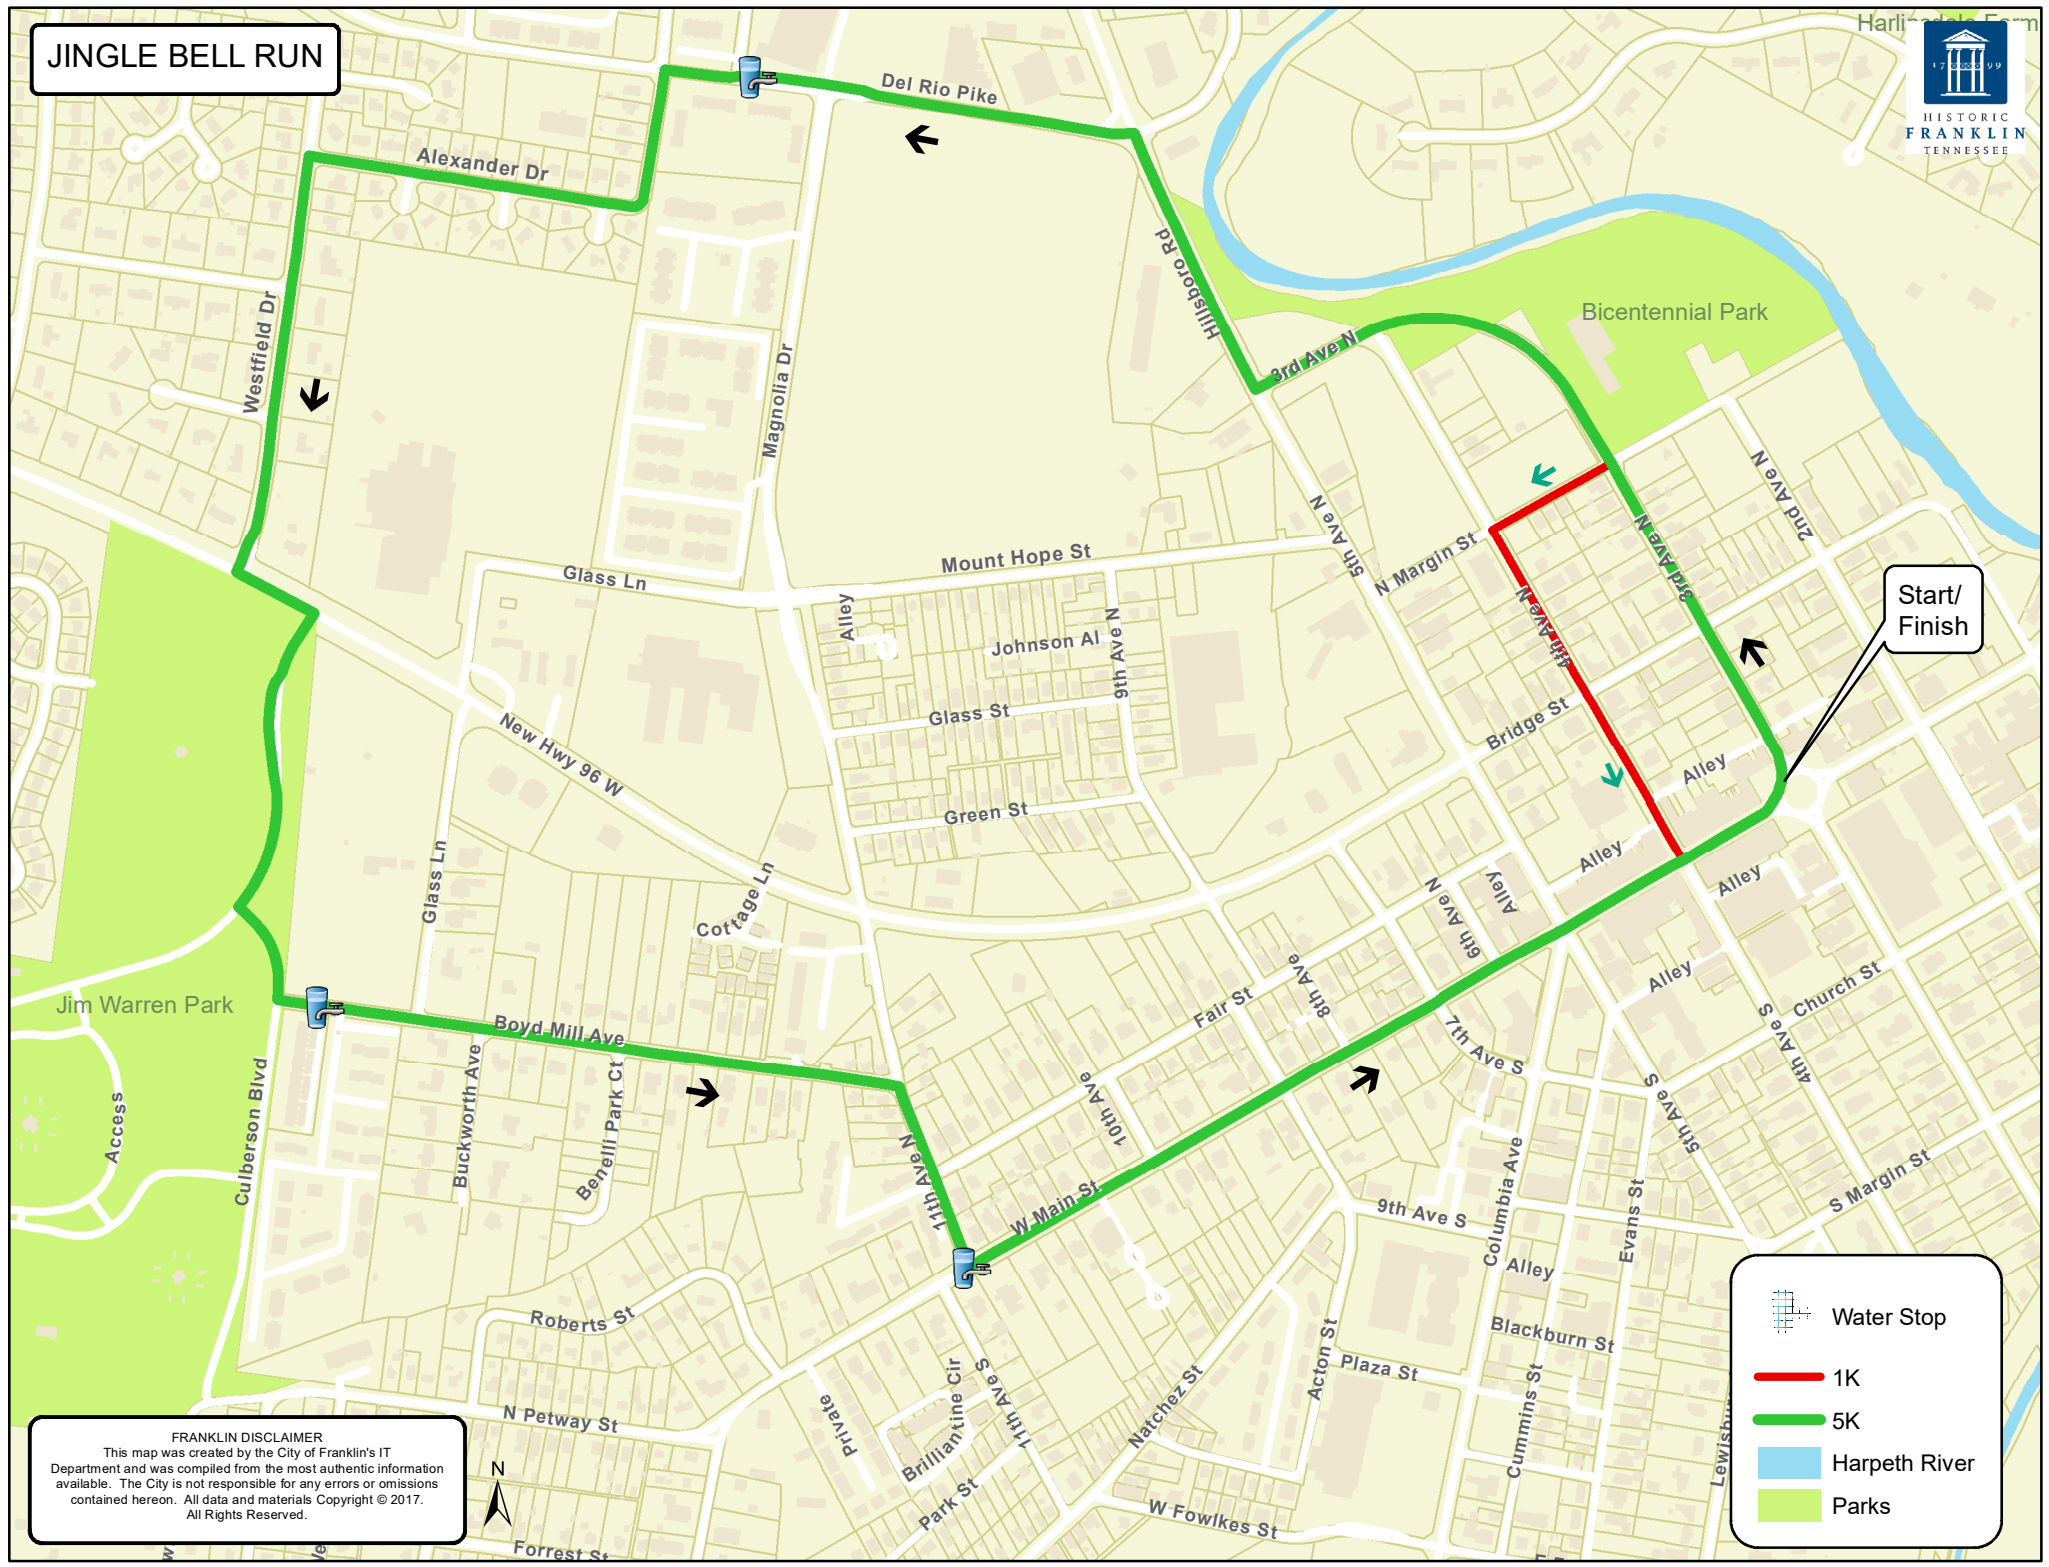 JINGLE BELL RUN
HISTORIC
FRANKLIN
TENNESSEE
17 99
Del Rio Pike
Alexander Dr
Hillsboro Rd
Bicentennial Park
Westfield Dr
Magnolia Dr
3rd Ave N
2nd Ave N
5th Ave N
N Margin St
3rd Ave N
4th Ave N
Mount Hope St
Glass Ln
Alley
Johnson Al
9th Ave N
Start/
Finish
Glass St
Bridge St
New Hwy 96 W
Alley
Green St
Alley
Alley
Glass Ln
Cottage Ln
6th Ave N
Alley
Fair St
8th Ave
Alley
Church St
Jim Warren Park
Boyd Mill Ave
7th Ave S
4th Ave S
5th Ave S
Access
Culberson Blvd
Buckworth Ave
Benelli Park Ct
10th Ave
11th Ave N
W Main St
9th Ave S
Columbia Ave
Evans St
S Margin St
Alley
Roberts St
Blackburn St
Plaza St
Acton St
Natchez St
Cummins St
N Petway St
Private
Brilliantine Cir
11th Ave S
Park St
W Fowlkes St
Forrest St
N
Water Stop
1K
5K
Harpeth River
Parks
FRANKLIN DISCLAIMER
This map was created by the City of Franklin's IT
Department and was compiled from the most authentic information
available. The City is not responsible for any errors or omissions
contained hereon. All data and materials Copyright © 2017.
All Rights Reserved.